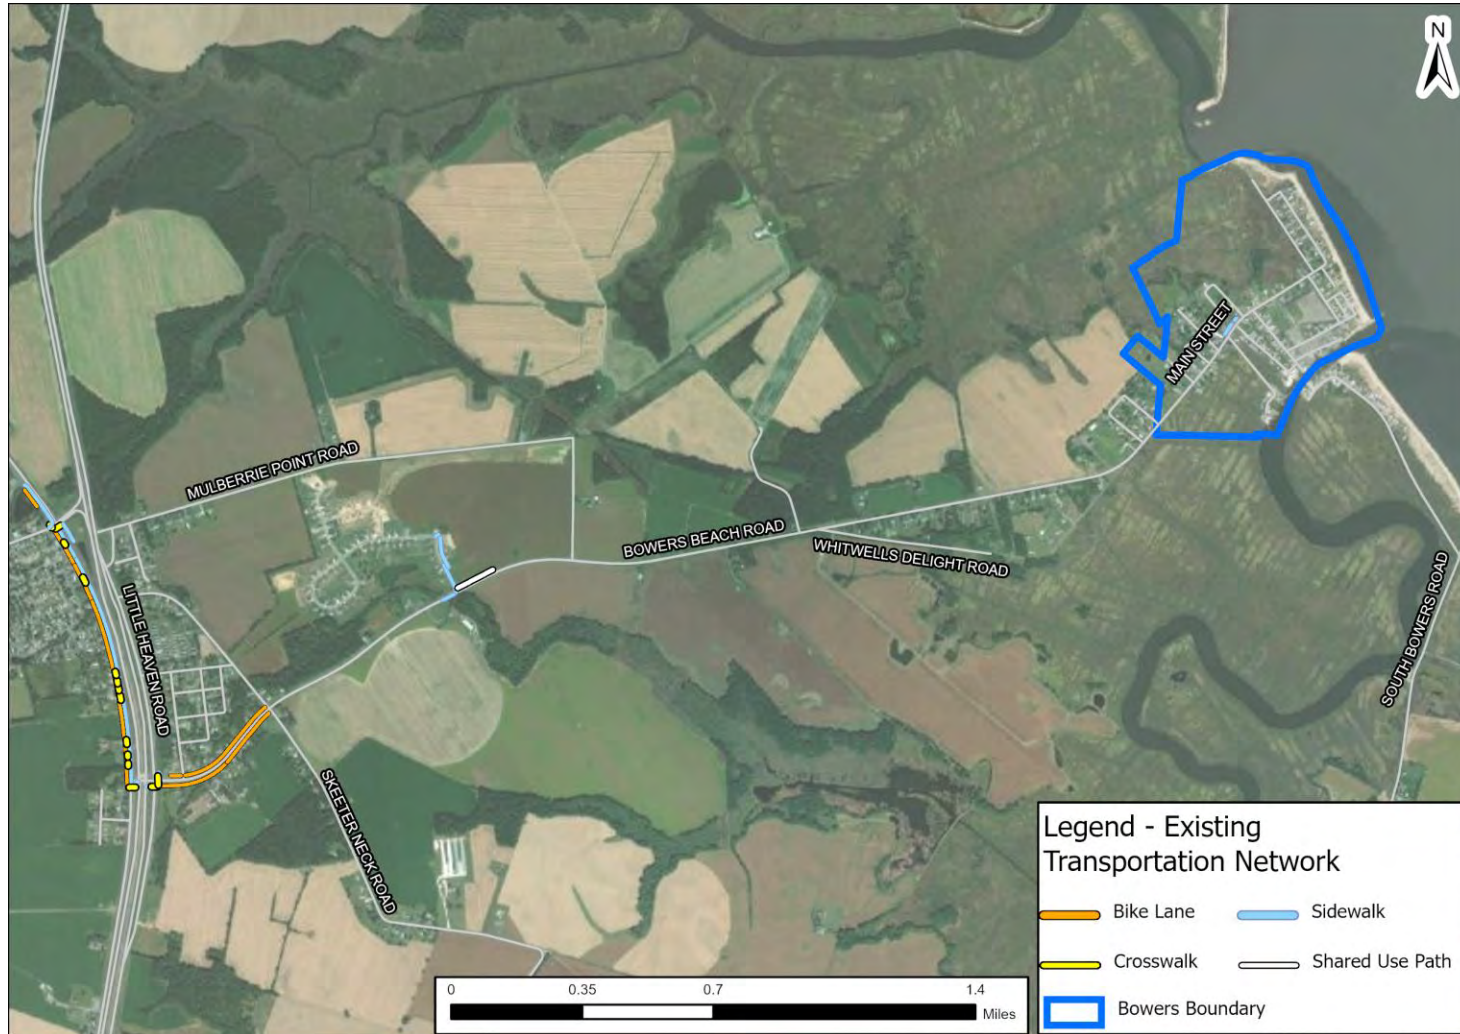 N
MAIN STREET
MULBERRIE POINT ROAD
BOWERS BEACH ROAD
WHITWELLS DELIGHT ROAD
LITTLE HEAVEN ROAD
SOUTH BOWERS ROAD
SKEETER NECK ROAD
Legend - Existing
Transportation Network
Bike Lane Sidewalk
Crosswalk Shared Use Path
Bowers Boundary
0 0.35 0.7 1.4
Miles